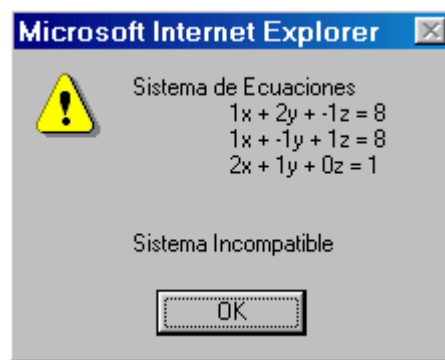 Microsoft Internet Explorer
Sistema de Ecuaciones
1x + 2y + -1z = 8
1x + -1y + 1z = 8
2x + 1y + 0z = 1
Sistema Incompatible
OK